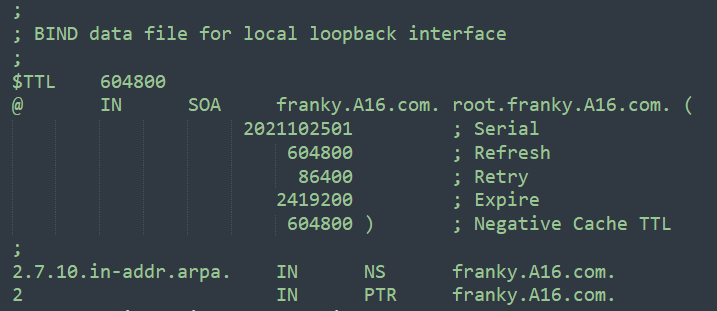 ;
; BIND data file for local loopback interface
;
$TTL    604800
@       IN      SOA     franky.A16.com. root.franky.A16.com. (
                     2021102501         ; Serial
                         604800         ; Refresh
                          86400         ; Retry
                        2419200         ; Expire
                         604800 )       ; Negative Cache TTL
;
2.7.10.in-addr.arpa.    IN      NS      franky.A16.com.
2                       IN      PTR     franky.A16.com.